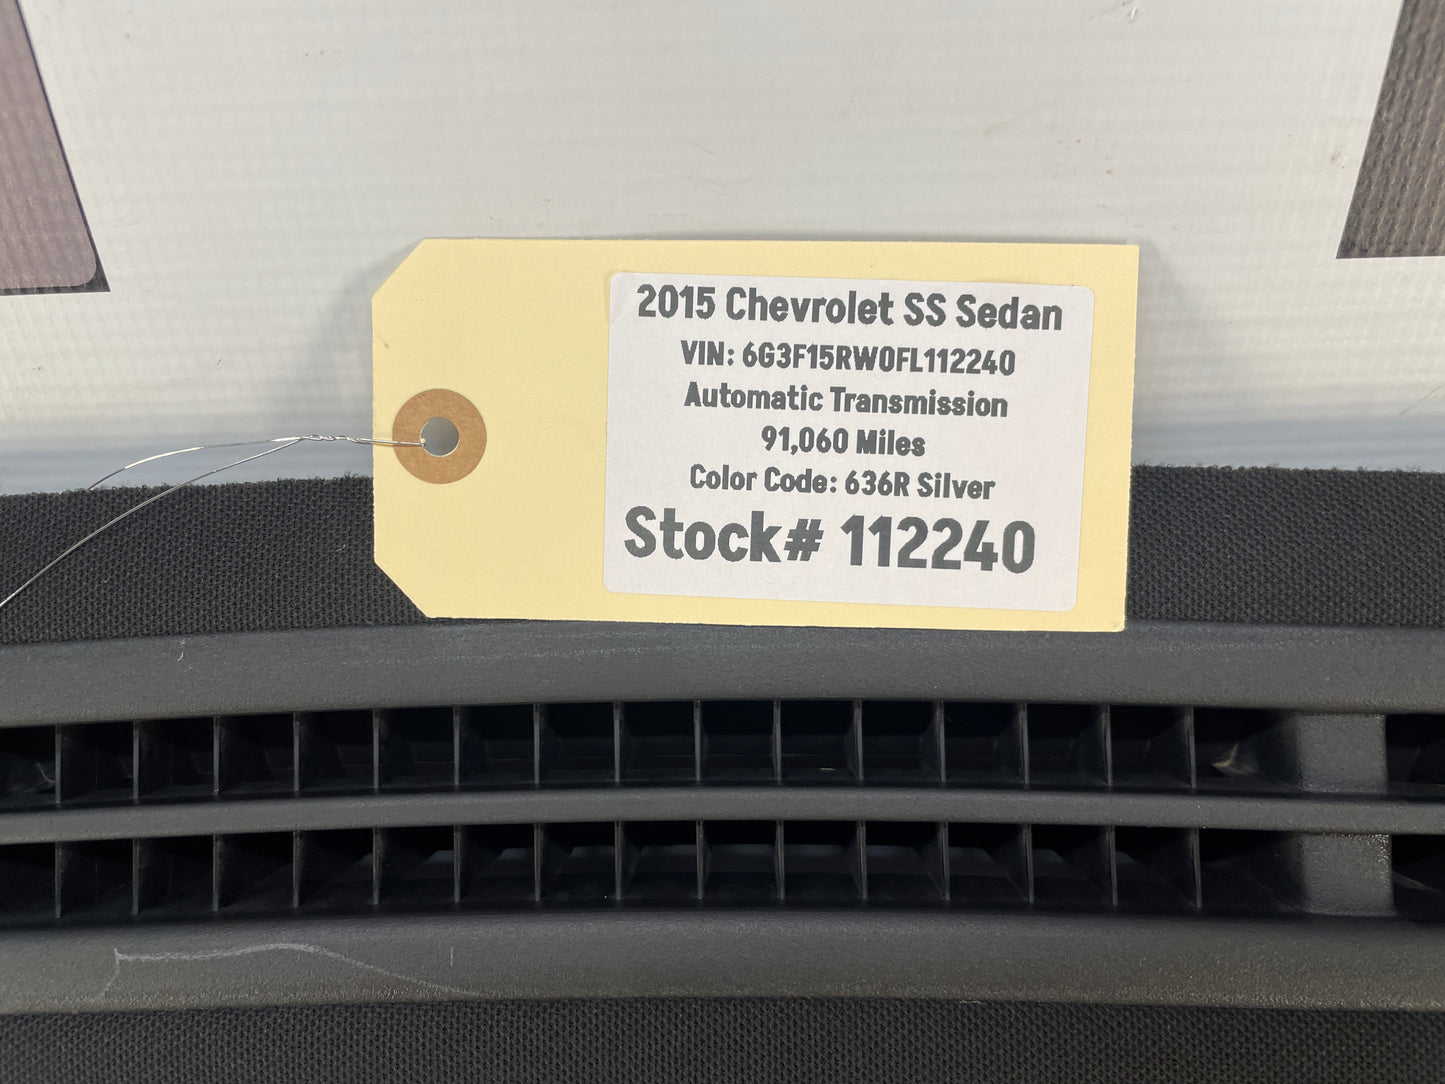 2015 Chevrolet SS Sedan
VIN: 6G3F15RW0FL112240
Automatic Transmission
91,060 Miles
Color Code: 636R Silver
Stock# 112240